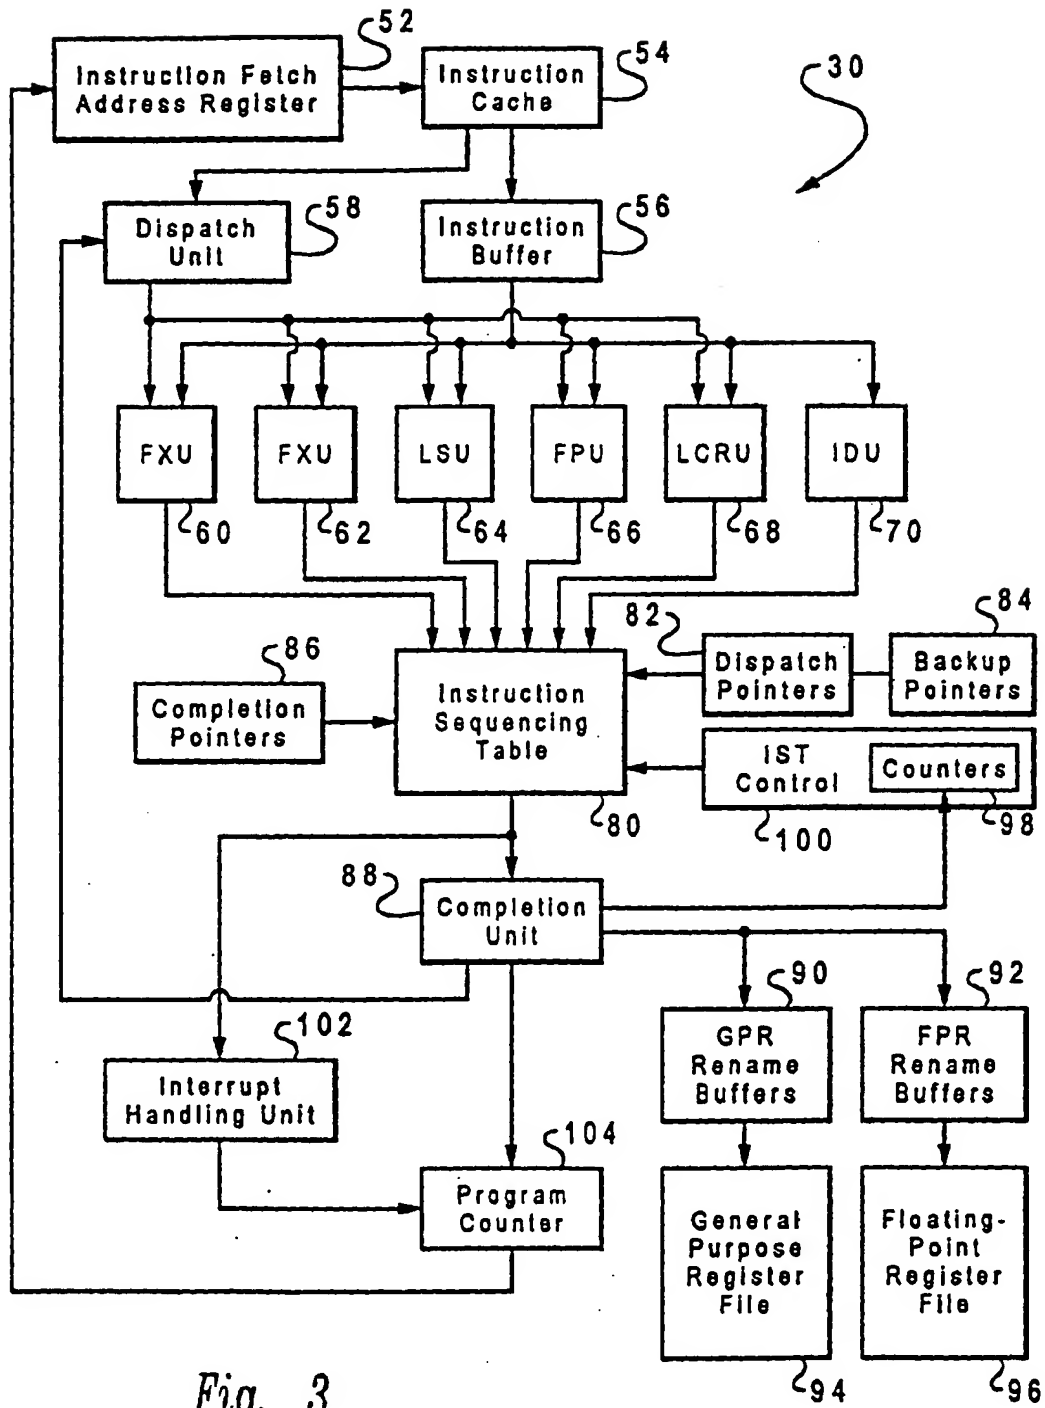 52
54
30
Instruction Fetch
Address Register
Instruction
Cache
58
56
Dispatch
Unit
Instruction
Buffer
FXU
FXU
LSU
FPU
LCRU
IDU
60
62
64
66
68
70
82
84
86
Completion
Pointers
Instruction
Sequencing
Table
Dispatch
Pointers
Backup
Pointers
IST
Control
Counters
80
100
98
88
Completion
Unit
90
92
102
GPR
Rename
Buffers
FPR
Rename
Buffers
Interrupt
Handling Unit
104
Program
Counter
General
Purpose
Register
File
Floating-
Point
Register
File
94
96
Fig. 3